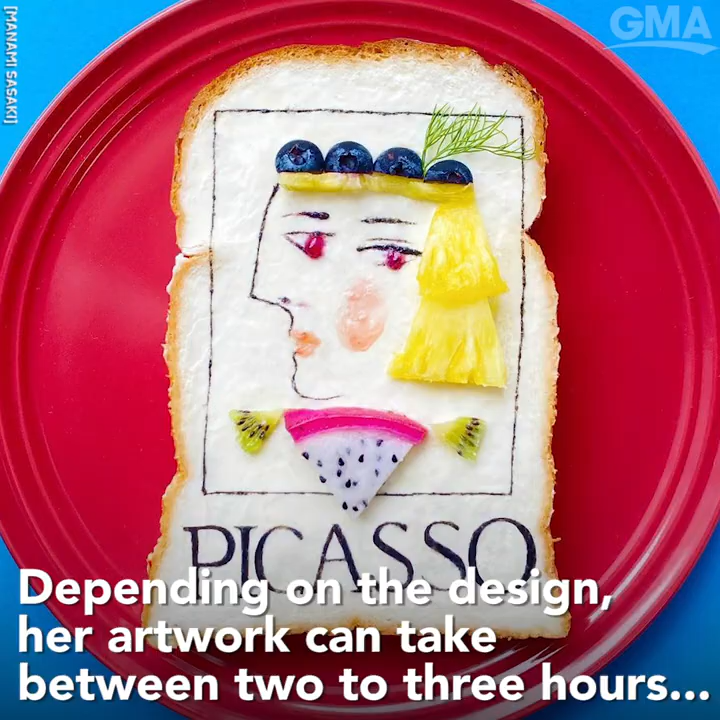 [MANAMI SASAKI]
GMA
PICASSO
Depending on the design,
her artwork can take
between two to three hours...